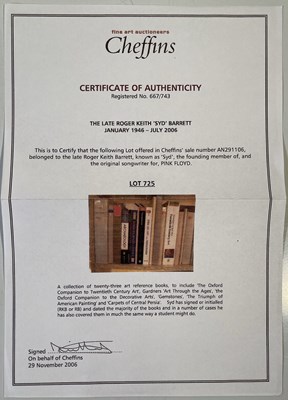 fine art auctioneers
Cheffins
CERTIFICATE OF AUTHENTICITY
Registered No. 667/743
THE LATE ROGER KEITH 'SYD' BARRETT
JANUARY 1946 – JULY 2006
This is to Certify that the following Lot offered in Cheffins' sale number AN291106,
belonged to the late Roger Keith Barrett, known as 'Syd', the founding member of, and
the original songwriter for, PINK FLOYD.
LOT 725
A collection of twenty-three art reference books, to include 'The Oxford
Companion to Twentieth Century Art', Gardners 'Art Through the Ages', 'the
Oxford Companion to the Decorative Arts', 'Gemstones', 'The Triumph of
American Painting' and 'Carpets of Central Persia'. Syd has signed or initialled
(RKB or RB) and dated the majority of the books and in a number of cases he
has also covered them in much the same way a student might do.
Signed
On behalf of Cheffins
29 November 2006